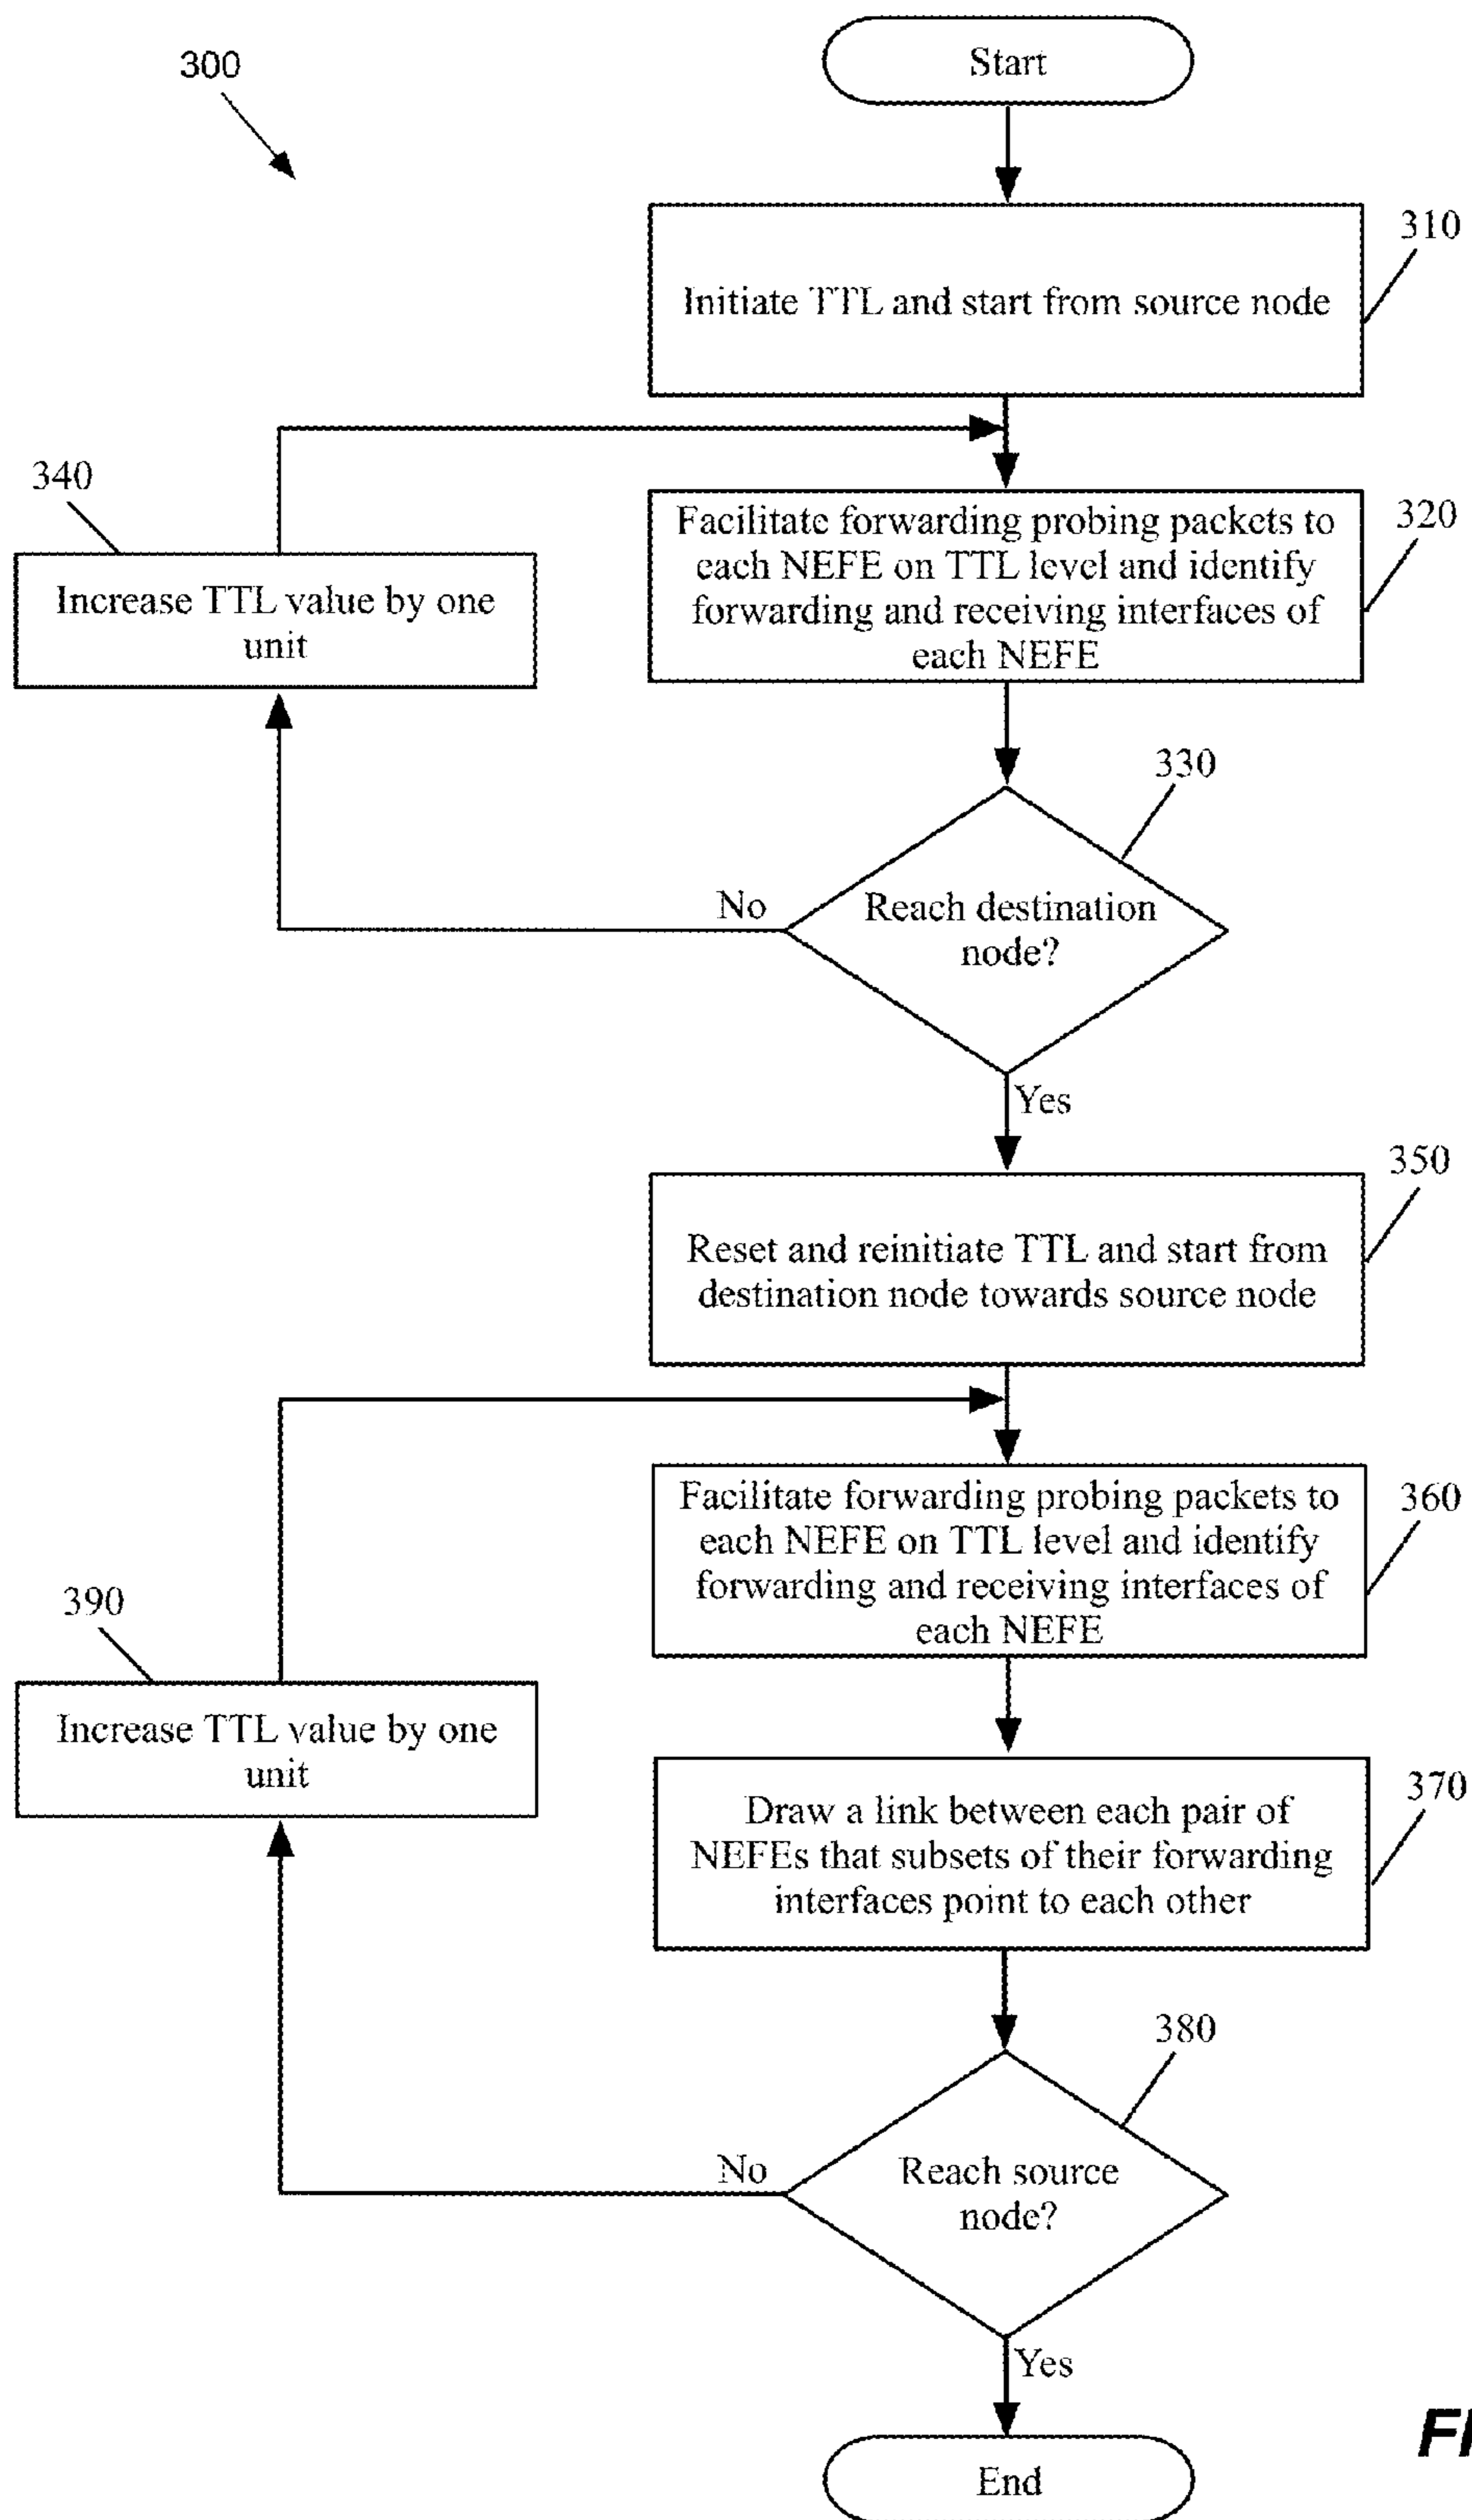 Start
300
310
Initiate TTL and start from source node
340
320
Facilitate forwarding probing packets to
each NEFE on TTL level and identify
forwarding and receiving interfaces of
each NEFE
Increase TTL value by one
unit
330
Reach destination
node?
No
Yes
350
Reset and reinitiate TTL and start from
destination node towards source node
360
Facilitate forwarding probing packets to
each NEFE on TTL level and identify
forwarding and receiving interfaces of
each NEFE
390
Increase TTL value by one
unit
370
Draw a link between each pair of
NEFEs that subsets of their forwarding
interfaces point to each other
380
Reach source
node?
No
Yes
End